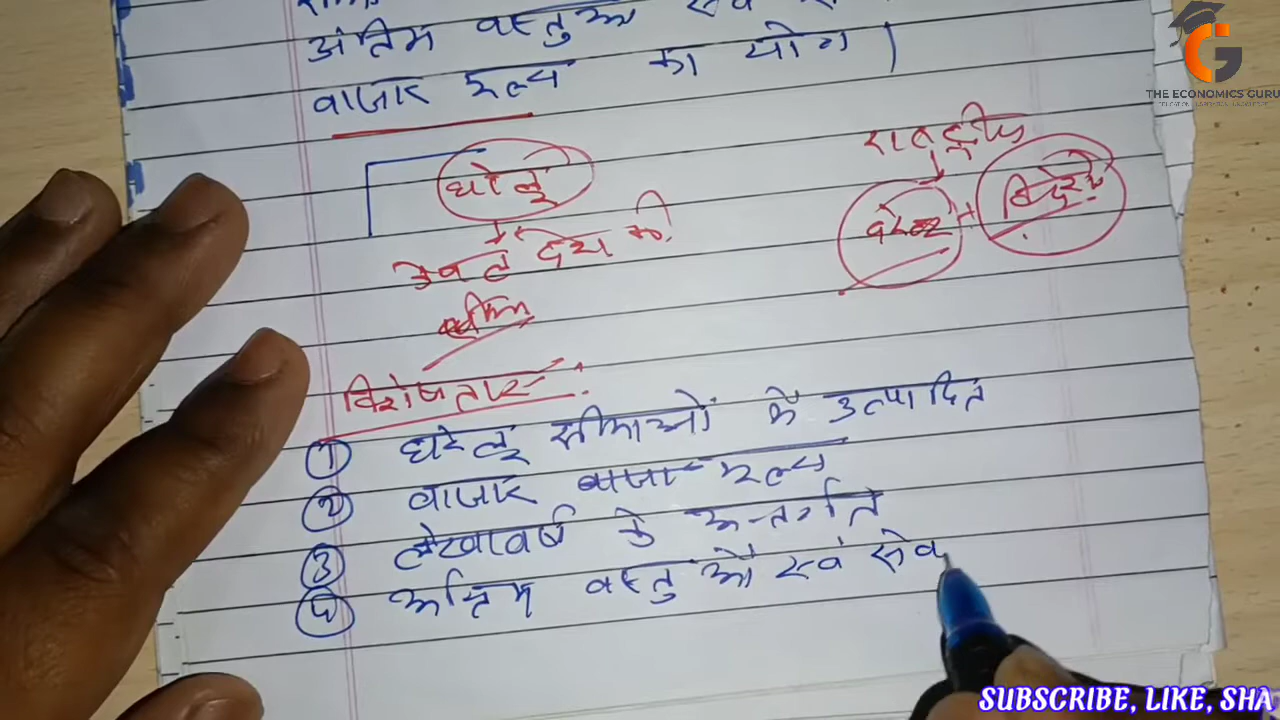 अंतिम वस्तुओं एवं
बाजार मूल्य का योग।
THE ECONOMICS GURU
घरेलू
राष्ट्रीय
घरेलू + विदेशी
केवल देश की
सीमा
विशेषताएँ :
① घरेलू सीमाओं में उत्पादित
② बाजार बाजार मूल्य
③ लेखावर्ष के अन्तर्गत
④ अन्तिम वस्तुओं एवं सेव
SUBSCRIBE, LIKE, SHA